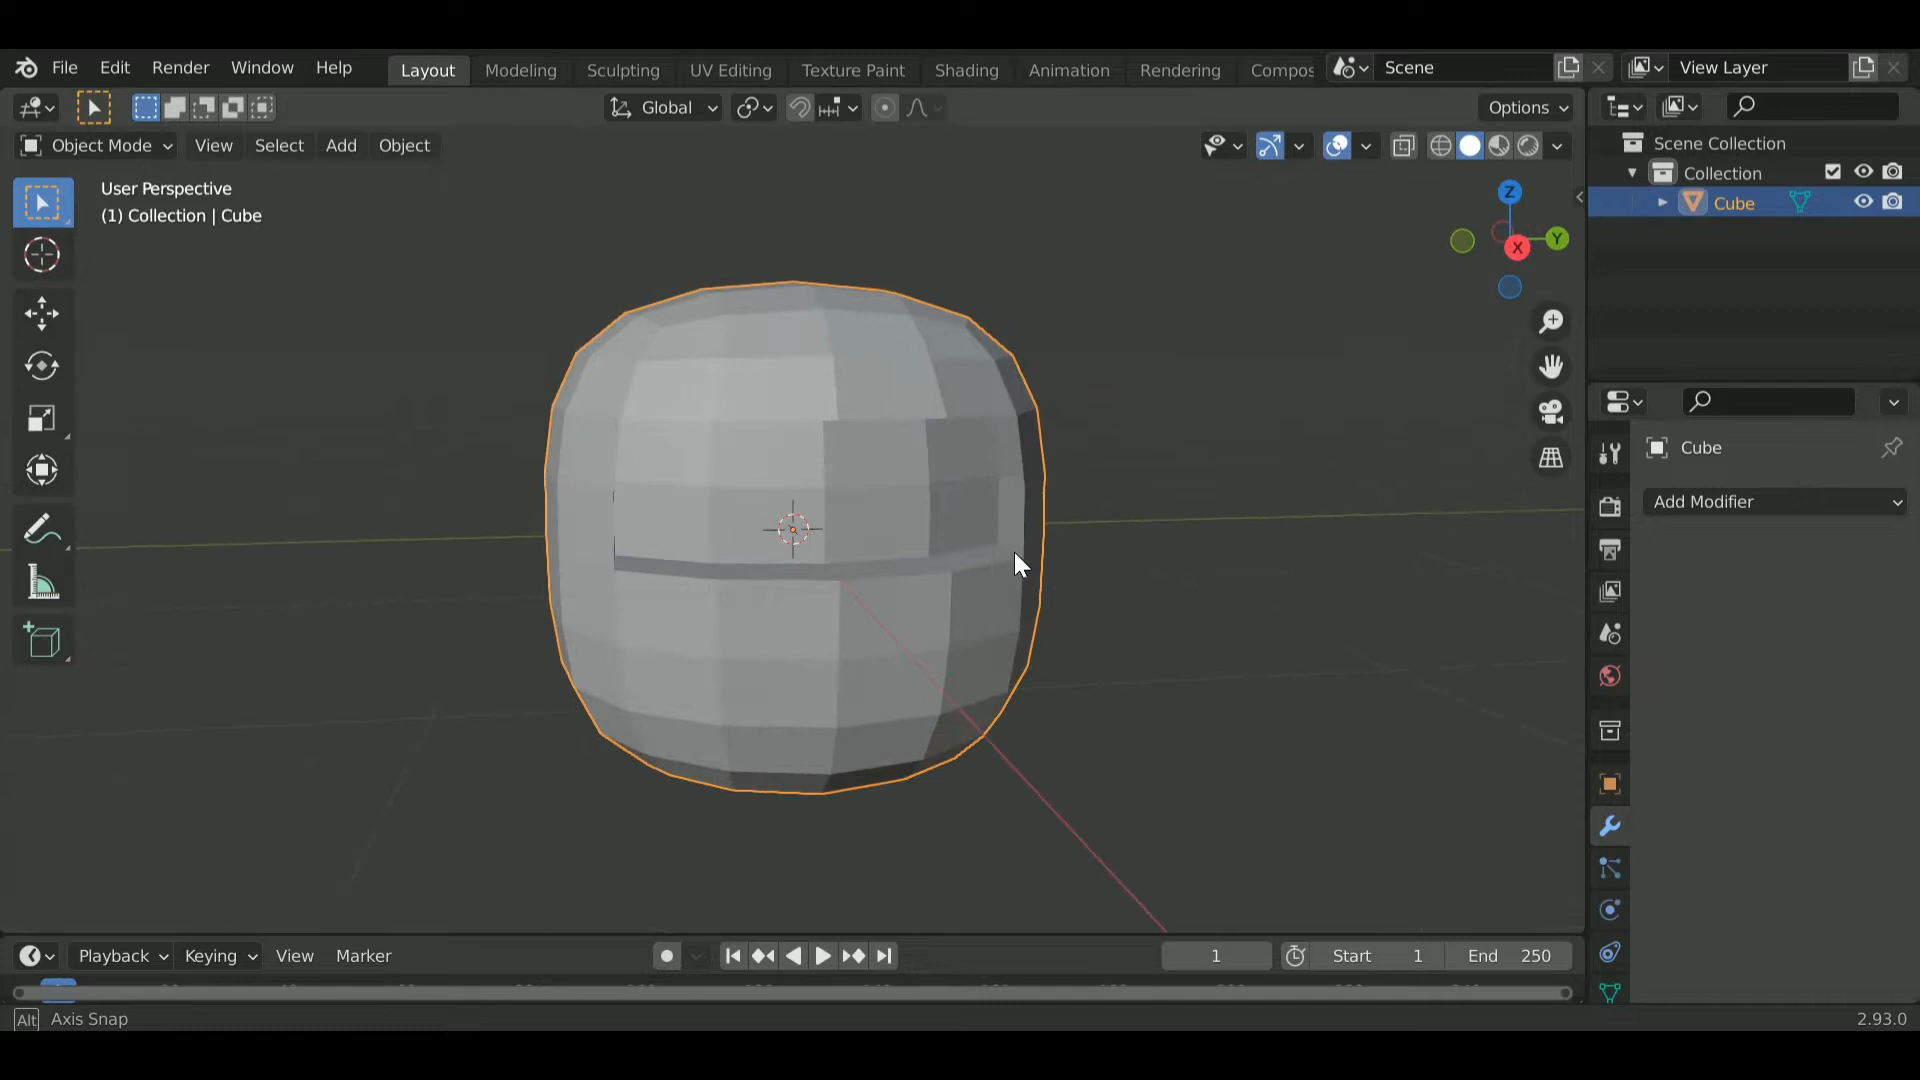 File Edit Render Window Help Layout Modeling Sculpting UV Editing Texture Paint Shading Animation Rendering Compos Scene View Layer
Global Options
Object Mode View Select Add Object
User Perspective
(1) Collection | Cube
Z
Y
X
Scene Collection
Collection
Cube
Cube
Add Modifier
Playback Keying View Marker 1 Start 1 End 250
Alt Axis Snap 2.93.0